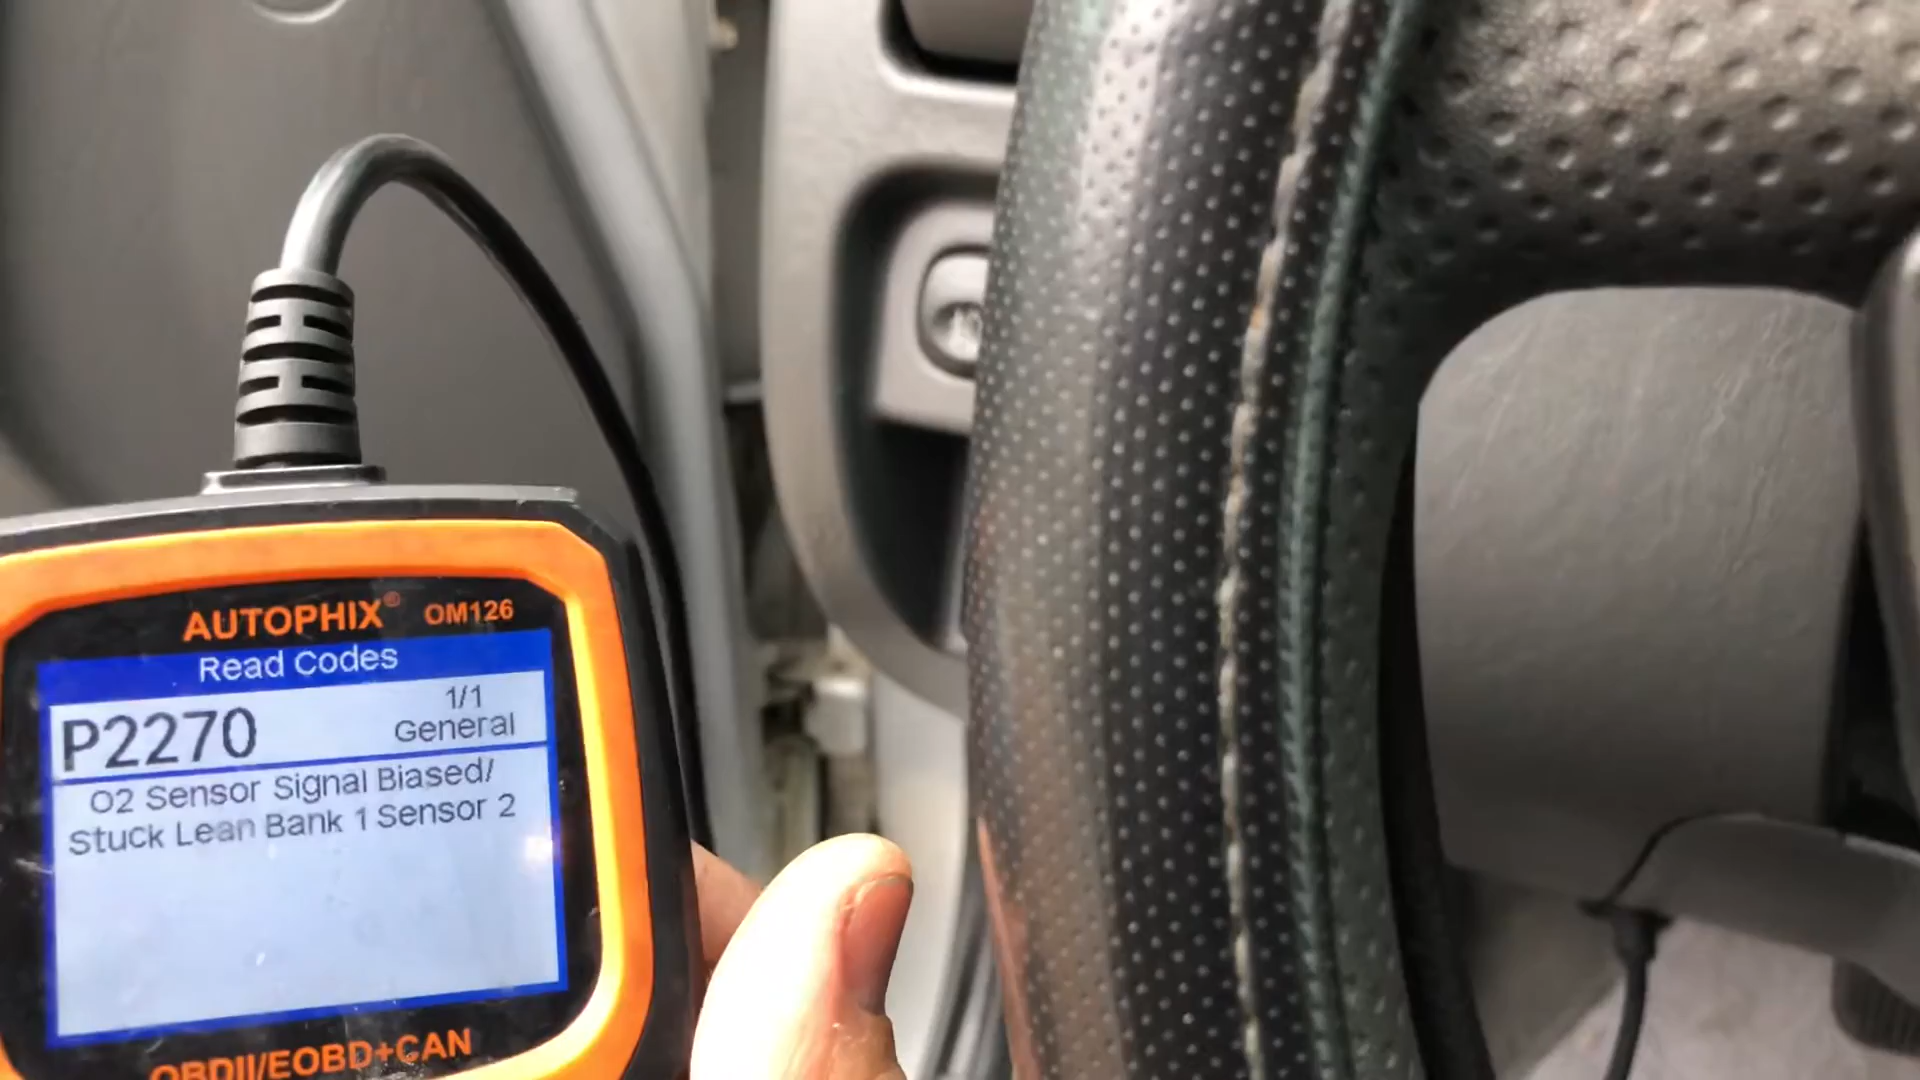 AUTOPHIX® OM126
Read Codes
1/1
P2270 General
O2 Sensor Signal Biased/
Stuck Lean Bank 1 Sensor 2
OBDII/EOBD+CAN